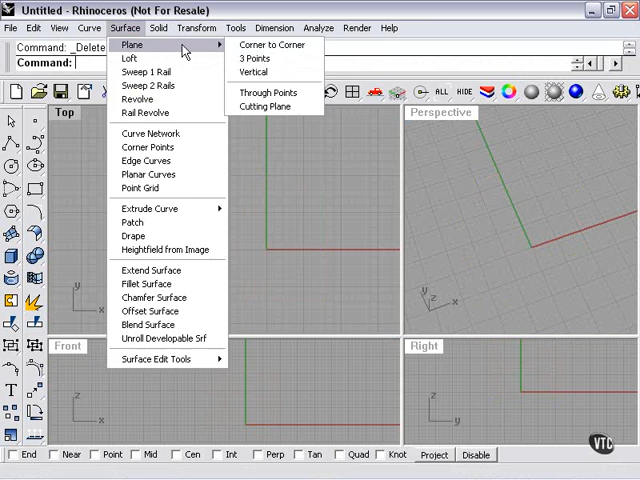 Untitled - Rhinoceros (Not For Resale)
File Edit View Curve Surface Solid Transform Tools Dimension Analyze Help
Command: _Delete
Command:
Plane
Loft
Sweep 1 Rail
Sweep 2 Rails
Revolve
Rail Revolve
Curve Network
Corner Points
Edge Curves
Planar Curves
Point Grid
Extrude Curve
Patch
Drape
Heightfield from Image
Extend Surface
Fillet Surface
Chamfer Surface
Offset Surface
Blend Surface
Unroll Developable Srf
Surface Edit Tools
Corner to Corner
3 Points
Vertical
Through Points
Cutting Plane
ALL HIDE
Top
y
x
Perspective
z
y
x
Front
z
x
Right
z
y
T
VTC
End Near Point Mid Cen Int Perp Tan Quad Knot Project Disable